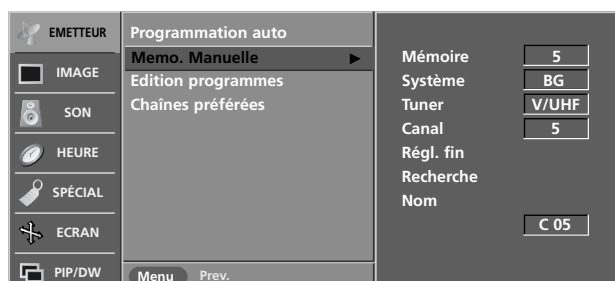 EMETTEUR
IMAGE
SON
HEURE
SPÉCIAL
ECRAN
PIP/DW
Programmation auto
Memo. Manuelle ►
Edition programmes
Chaînes préférées
Menu Prev.
Mémoire 5
Système BG
Tuner V/UHF
Canal 5
Régl. fin
Recherche
Nom
C 05